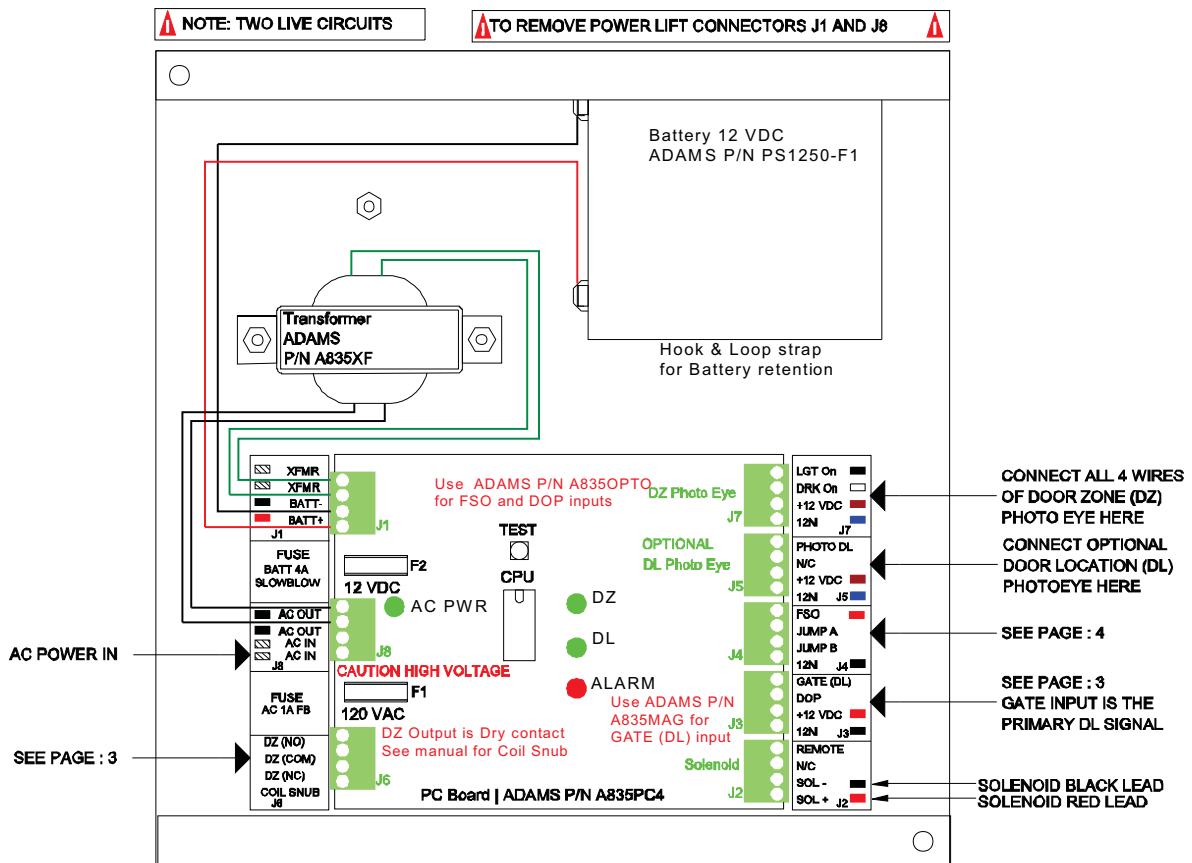 NOTE: TWO LIVE CIRCUITS
TO REMOVE POWER LIFT CONNECTORS J1 AND J8
Battery 12 VDC
ADAMS P/N PS1250-F1
Hook & Loop strap
for Battery retention
Transformer
ADAMS
P/N A835XF
XFMR
XFMR
BATT-
BATT+
J1
FUSE
BATT 4A
SLOWBLOW
AC OUT
AC OUT
AC IN
AC IN
J8
FUSE
AC 1A FB
DZ (NO)
DZ (COM)
DZ (NC)
COIL SNUB
J6
AC POWER IN
SEE PAGE : 3
J1
Use ADAMS P/N A835OPTO
for FSO and DOP inputs
TEST
CPU
F2
12 VDC
AC PWR
J8
CAUTION HIGH VOLTAGE
F1
120 VAC
DZ Output is Dry contact
See manual for Coil Snub
J6
DZ
DL
ALARM
Use ADAMS P/N
A835MAG for
GATE (DL) input
PC Board | ADAMS P/N A835PC4
DZ Photo Eye
J7
OPTIONAL
DL Photo Eye
J5
J4
J3
Solenoid
J2
LGT On
DRK On
+12 VDC
12N
J7
PHOTO DL
N/C
+12 VDC
12N
J5
FSO
JUMP A
JUMP B
12N
J4
GATE (DL)
DOP
+12 VDC
12N
J3
REMOTE
N/C
SOL -
SOL +
J2
CONNECT ALL 4 WIRES
OF DOOR ZONE (DZ)
PHOTO EYE HERE
CONNECT OPTIONAL
DOOR LOCATION (DL)
PHOTOEYE HERE
SEE PAGE : 4
SEE PAGE : 3
GATE INPUT IS THE
PRIMARY DL SIGNAL
SOLENOID BLACK LEAD
SOLENOID RED LEAD